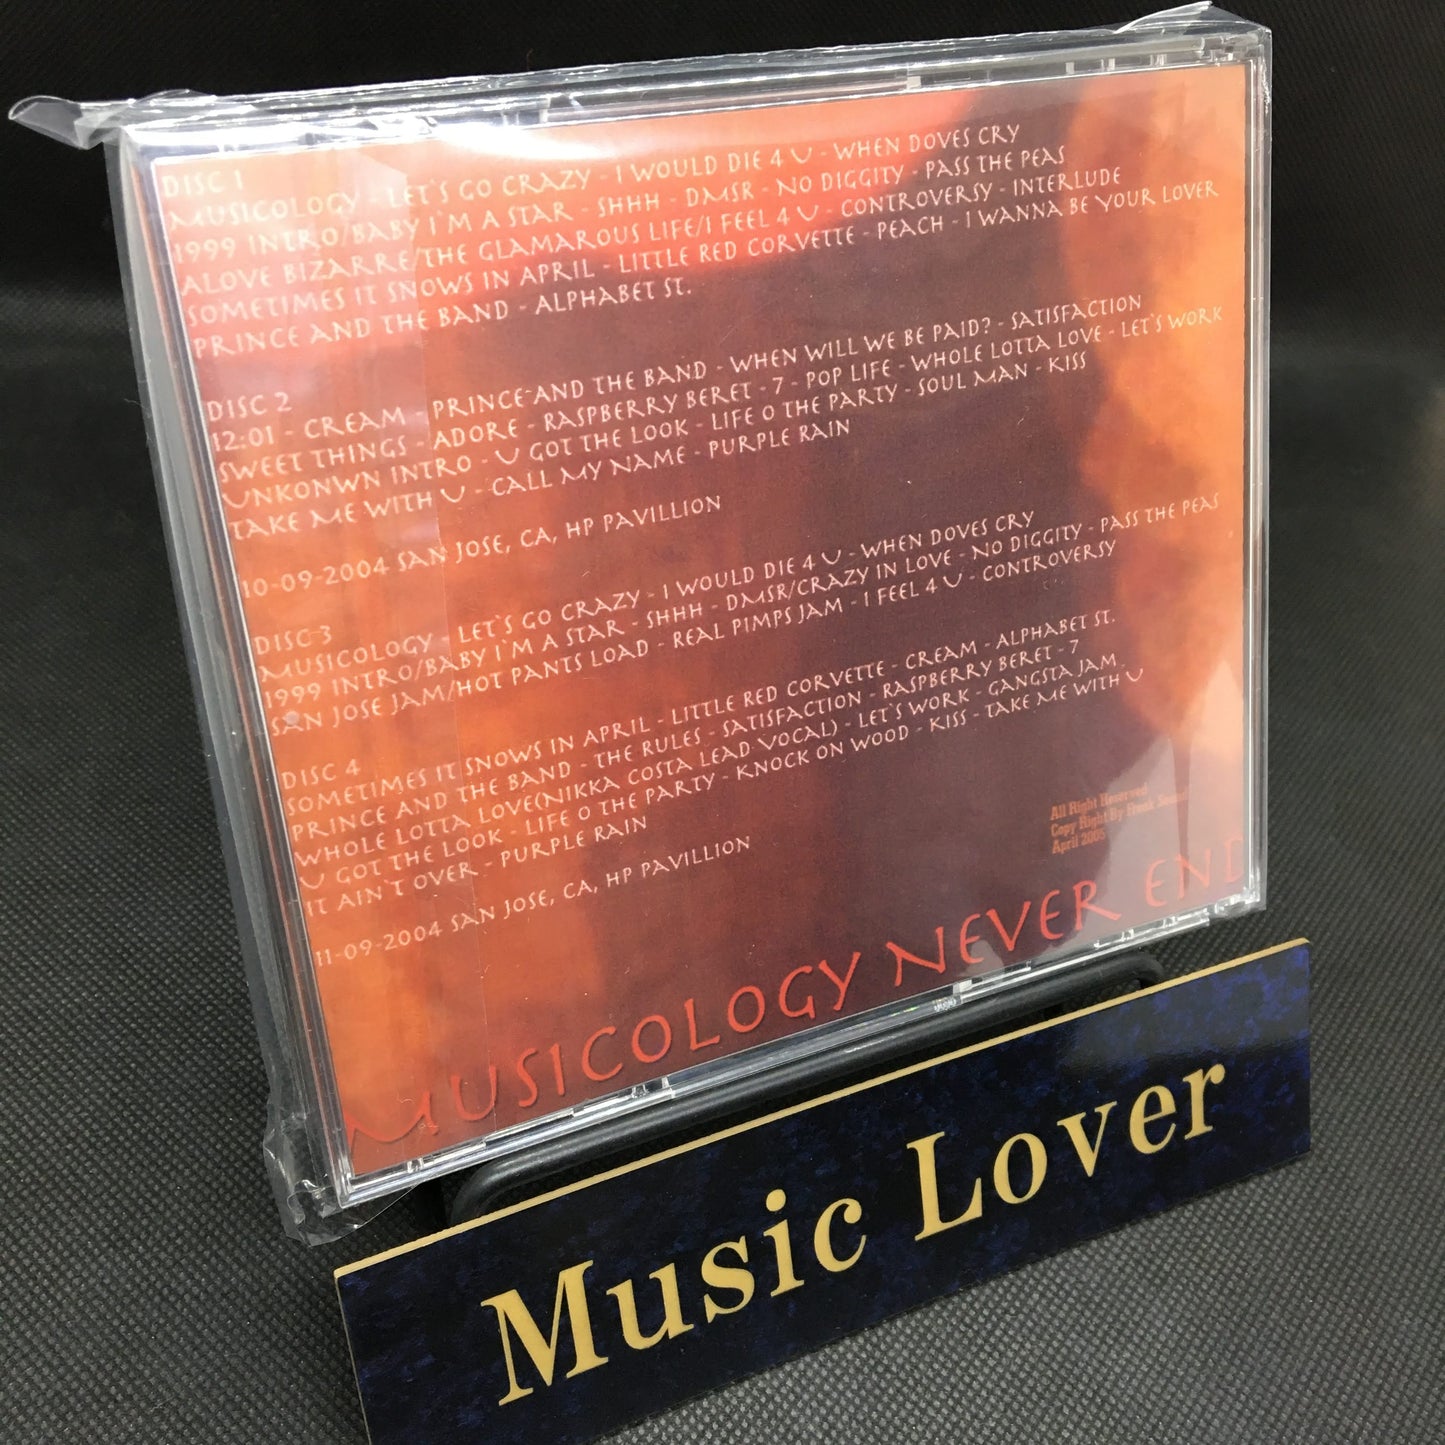 DISC 1
MUSICOLOGY - LET`S GO CRAZY - I WOULD DIE 4 U - WHEN DOVES CRY
1999 INTRO/BABY I`M A STAR - SHHH - DMSR - NO DIGGITY - PASS THE PEAS
ALOVE BIZARRE/THE GLAMAROUS LIFE/I FEEL 4 U - CONTROVERSY - INTERLUDE
SOMETIMES IT SNOWS IN APRIL - LITTLE RED CORVETTE - PEACH - I WANNA BE YOUR LOVER
PRINCE AND THE BAND - ALPHABET ST.
DISC 2
12:01 - CREAM - PRINCE AND THE BAND - WHEN WILL WE BE PAID? - SATISFACTION
SWEET THINGS - ADORE - RASPBERRY BERET - 7 - POP LIFE - WHOLE LOTTA LOVE - LET`S WORK
UNKONWN INTRO - U GOT THE LOOK - LIFE O THE PARTY - SOUL MAN - KISS
TAKE ME WITH U - CALL MY NAME - PURPLE RAIN
10-09-2004 SAN JOSE, CA, HP PAVILLION
DISC 3
MUSICOLOGY - LET`S GO CRAZY - I WOULD DIE 4 U - WHEN DOVES CRY
1999 INTRO/BABY I`M A STAR - SHHH - DMSR/CRAZY IN LOVE - NO DIGGITY - PASS THE PEAS
SAN JOSE JAM/HOT PANTS LOAD - REAL PIMPS JAM - I FEEL 4 U - CONTROVERSY
DISC 4
SOMETIMES IT SNOWS IN APRIL - LITTLE RED CORVETTE - CREAM - ALPHABET ST.
PRINCE AND THE BAND - THE RULES - SATISFACTION - RASPBERRY BERET - 7
WHOLE LOTTA LOVE(NIKKA COSTA LEAD VOCAL) - LET`S WORK - GANGSTA JAM
U GOT THE LOOK - LIFE O THE PARTY - KNOCK ON WOOD - KISS - TAKE ME WITH U
IT AIN`T OVER - PURPLE RAIN
11-09-2004 SAN JOSE, CA, HP PAVILLION
All Right Reserved
Copy Right By Frank Sound
April 2005
MUSICOLOGY NEVER END
Music Lover